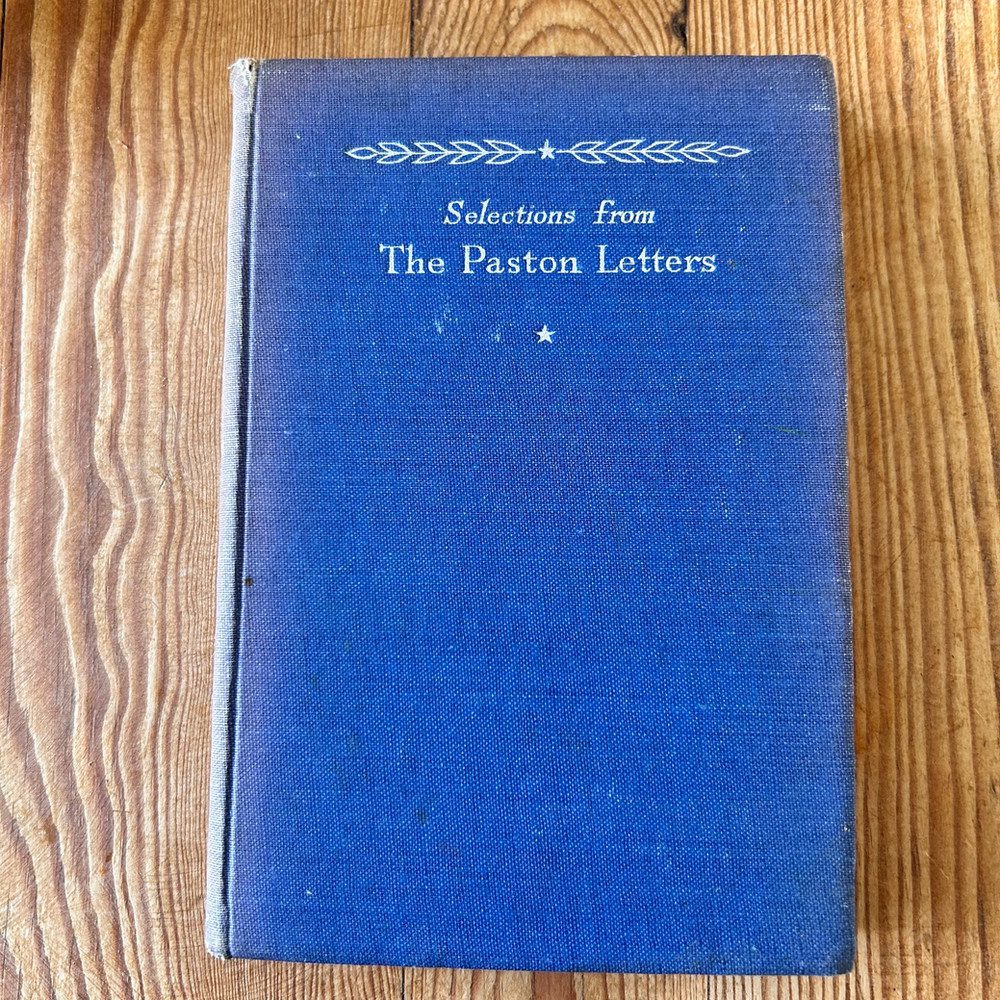 Selections from
The Paston Letters